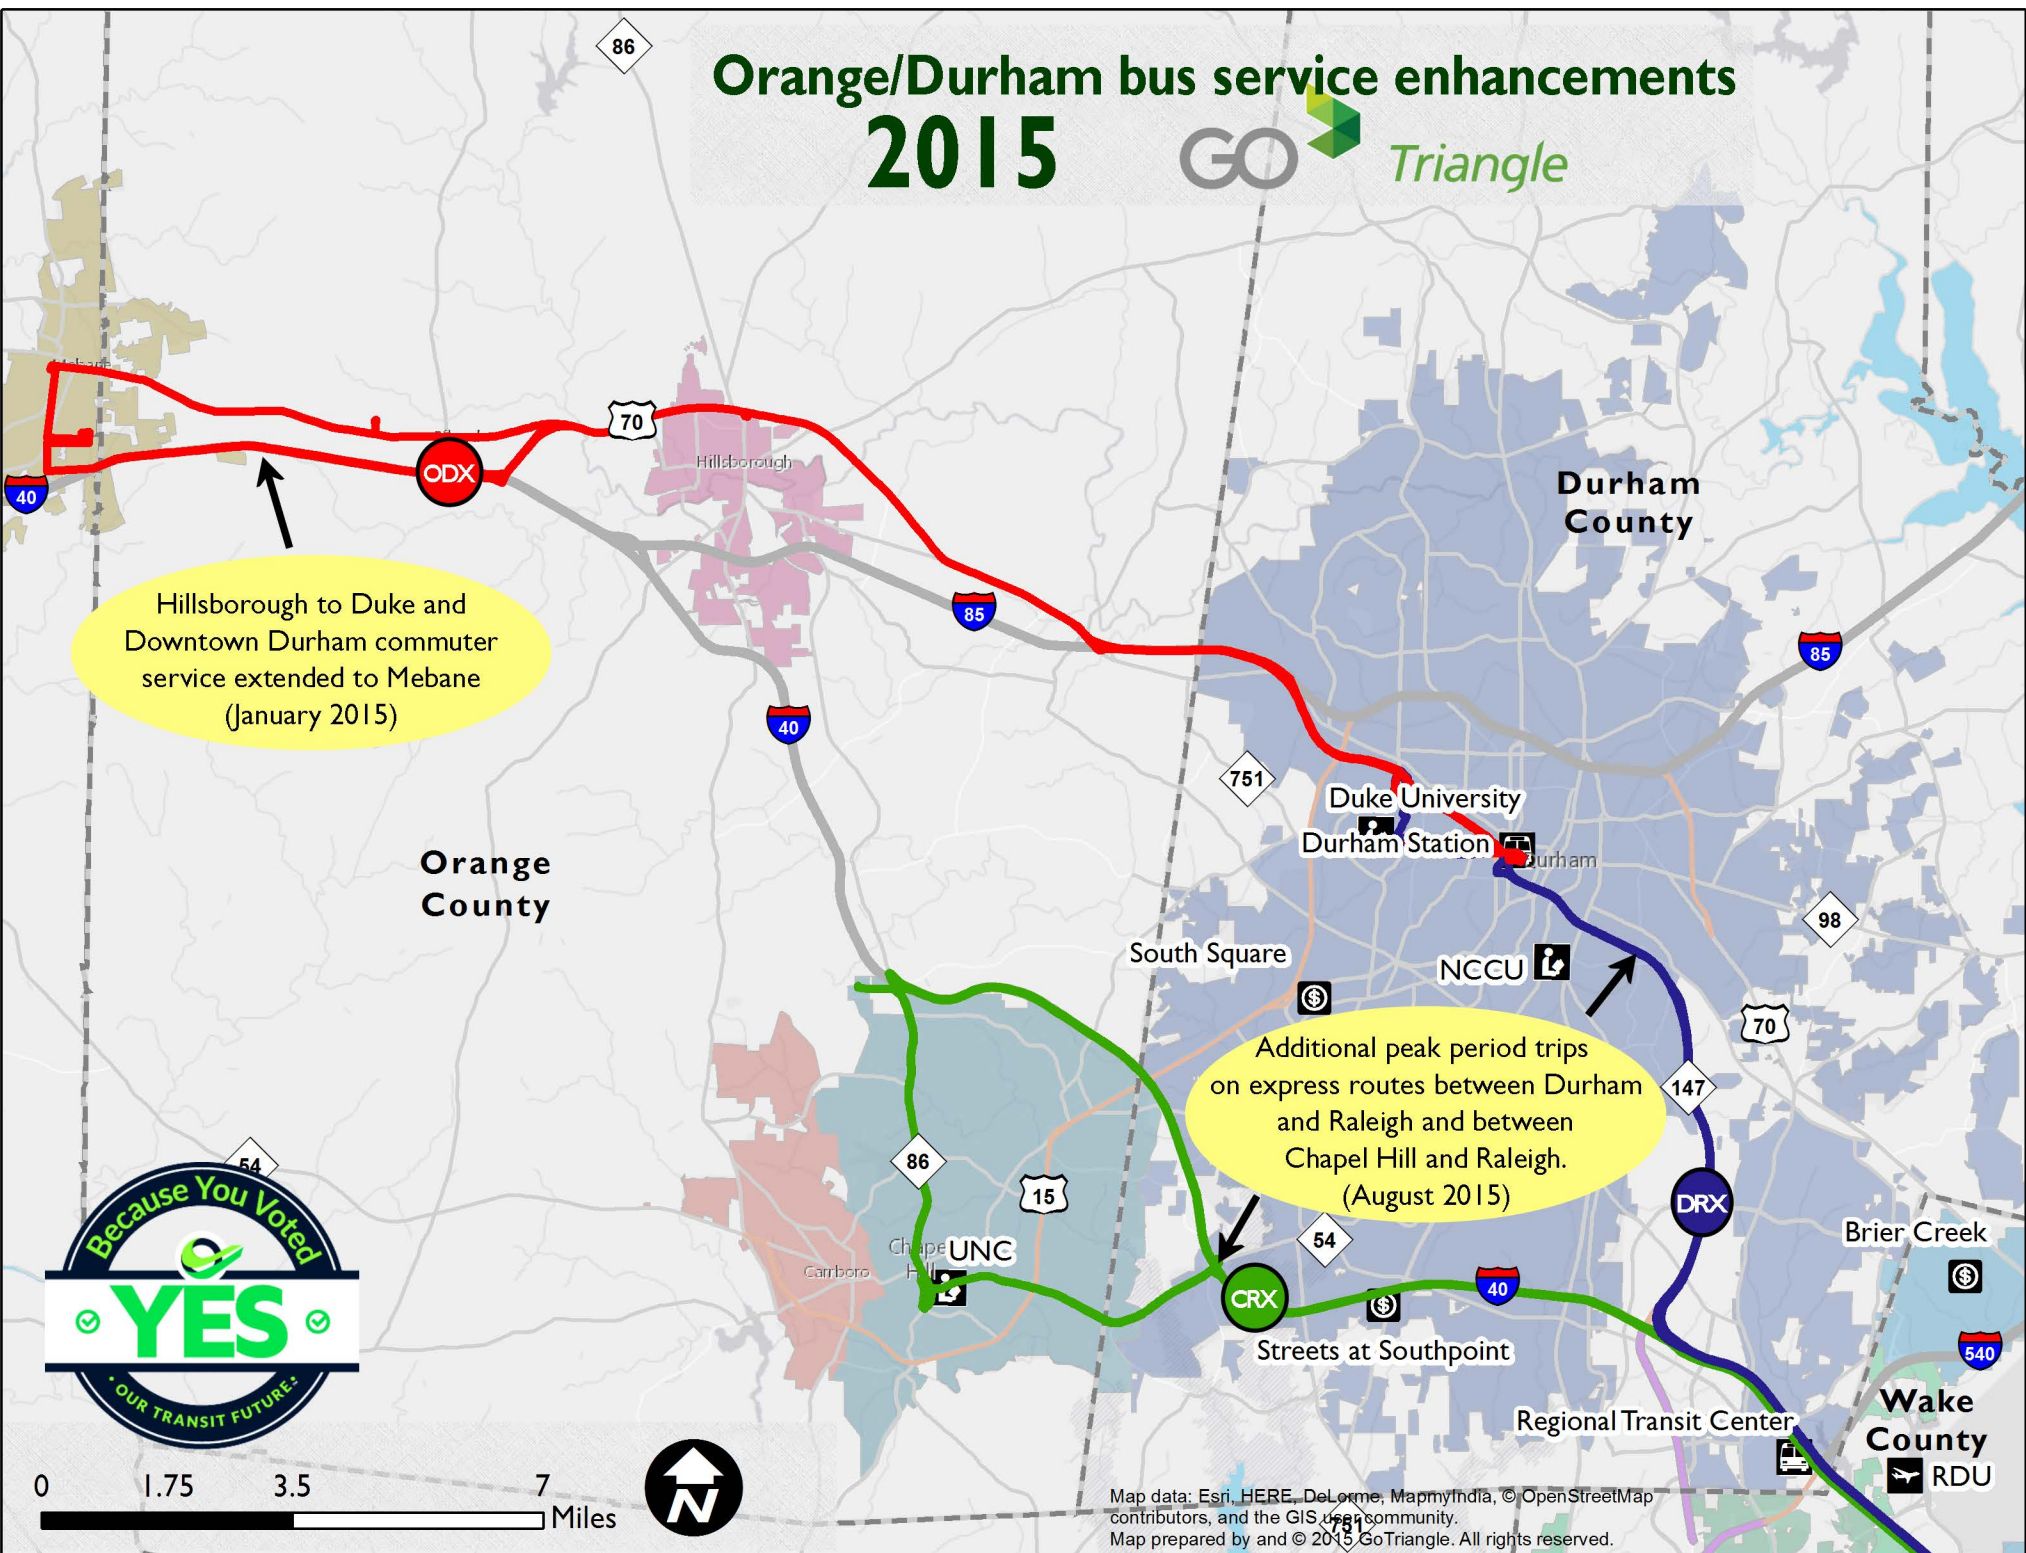 Orange/Durham bus service enhancements
2015
GO Triangle
86
Mebane
70
ODX
40
Hillsborough
Durham
County
Hillsborough to Duke and
Downtown Durham commuter
service extended to Mebane
(January 2015)
85
85
40
751
Duke University
Durham Station
Durham
Orange
County
98
South Square
NCCU
70
Additional peak period trips
on express routes between Durham
and Raleigh and between
Chapel Hill and Raleigh.
(August 2015)
147
54
86
15
DRX
Because You Voted
YES
OUR TRANSIT FUTURE
Chapel
Hill
UNC
Carrboro
54
Brier Creek
CRX
40
Streets at Southpoint
540
Wake
County
RDU
Regional Transit Center
0 1.75 3.5 7
Miles
N
Map data: Esri, HERE, DeLorme, MapmyIndia, © OpenStreetMap
contributors, and the GIS user community.
751
Map prepared by and © 2015 GoTriangle. All rights reserved.